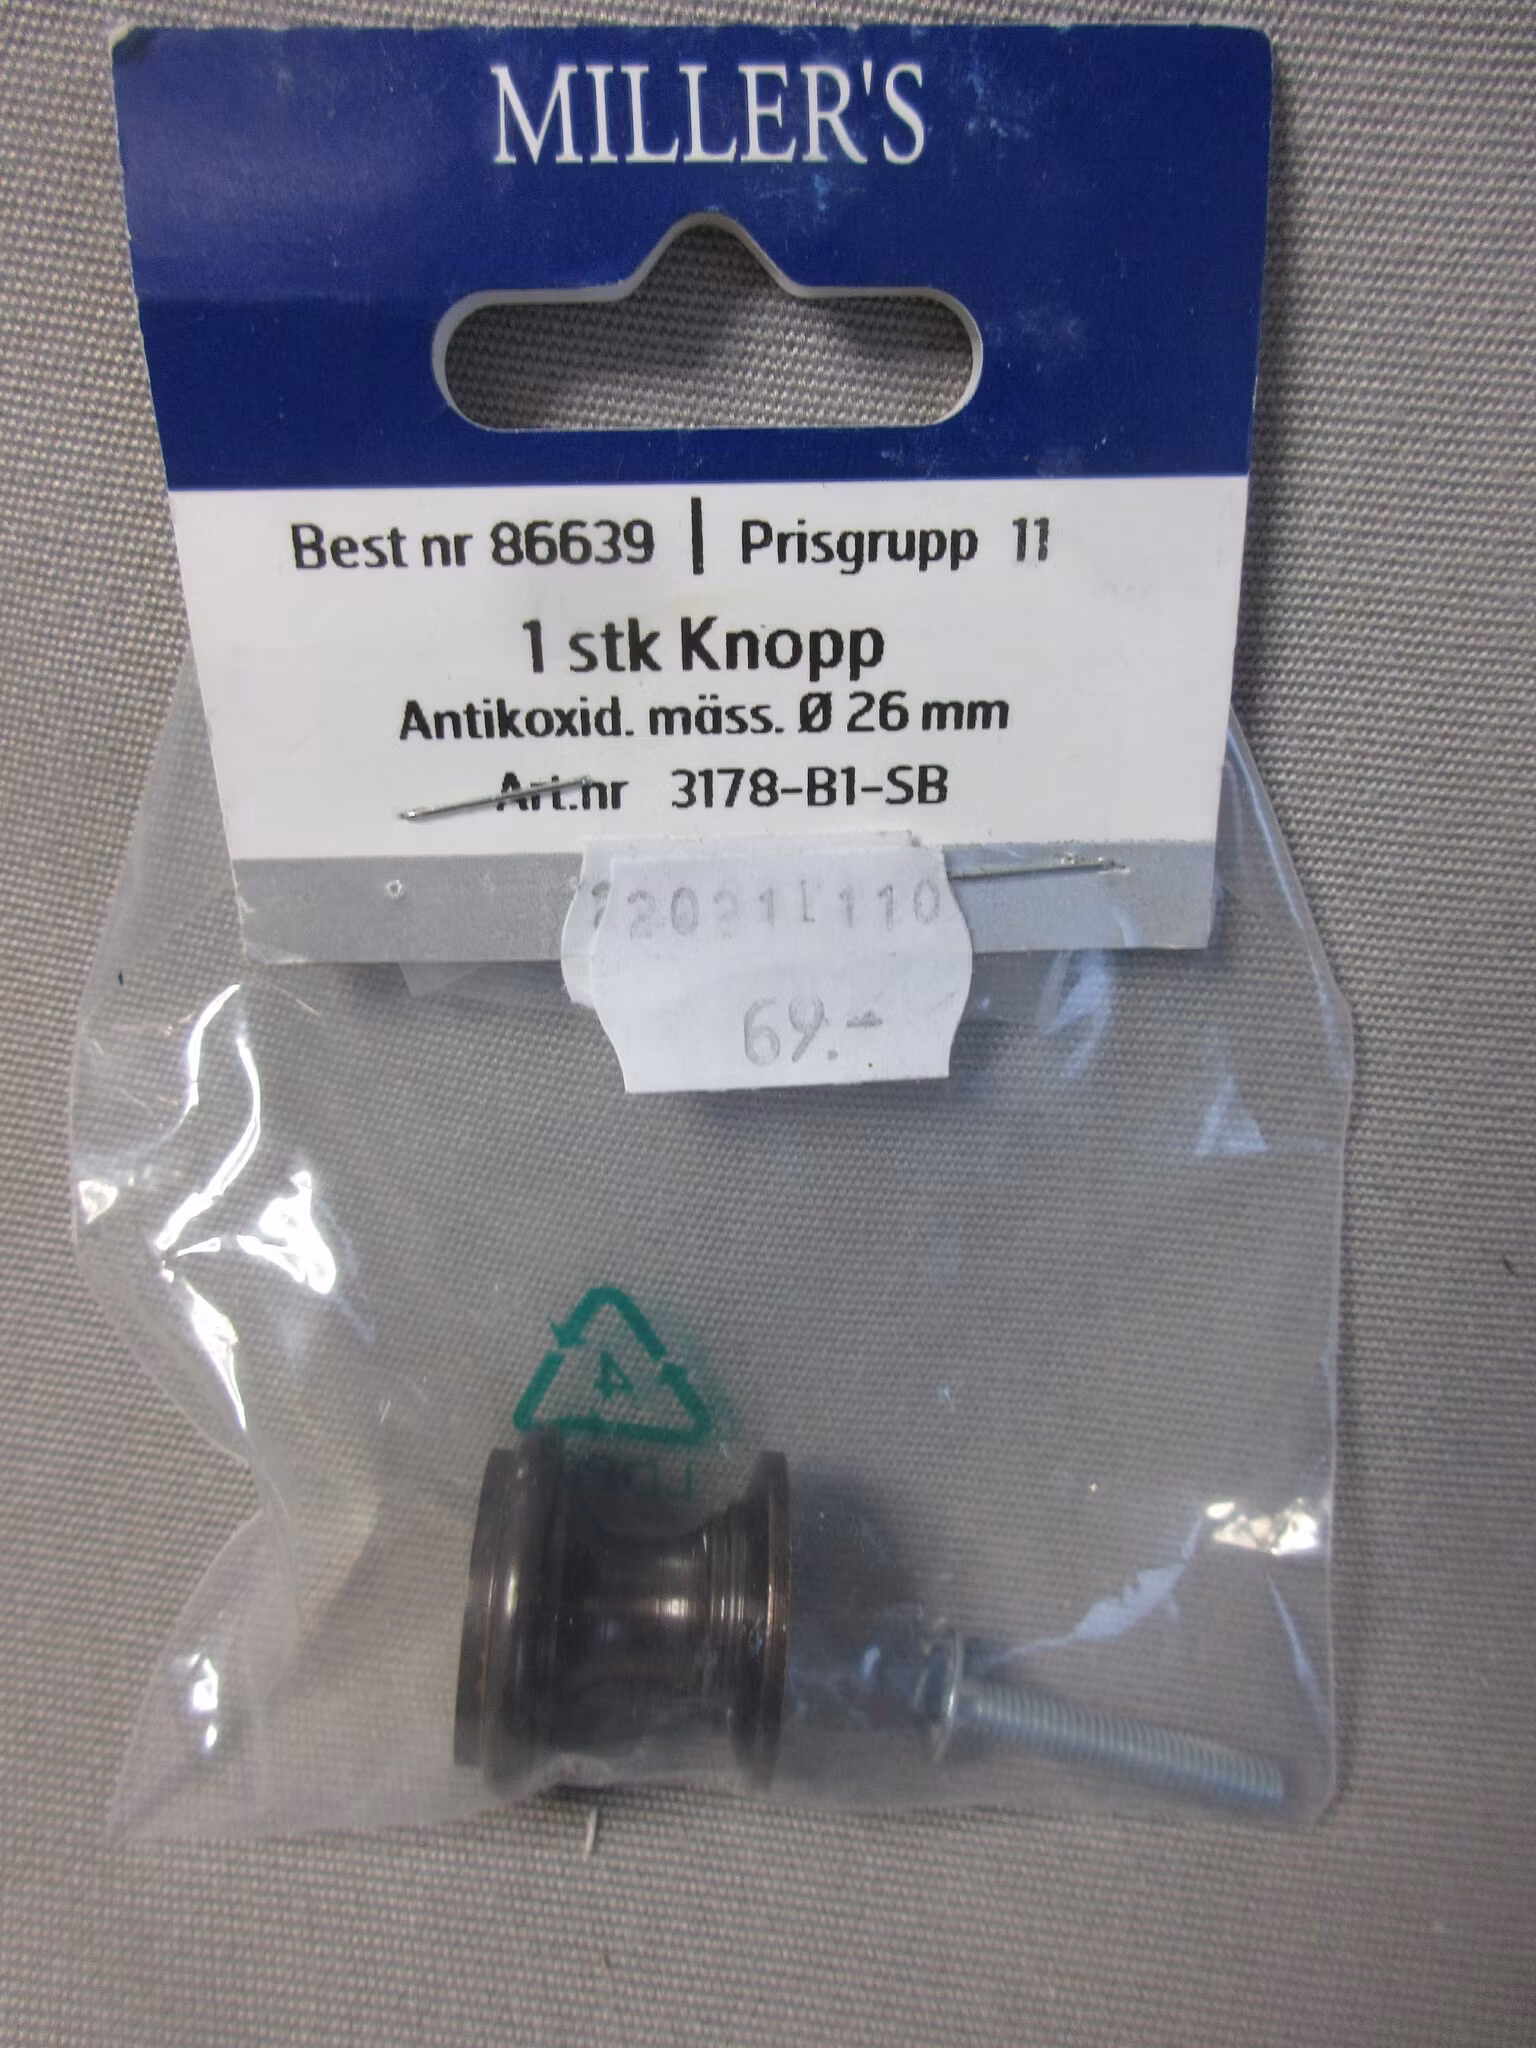 MILLER'S
Best nr 86639 | Prisgrupp 11
1 stk Knopp
Antikoxid. mäss. Ø 26 mm
Art.nr 3178-B1-SB
69.-
4